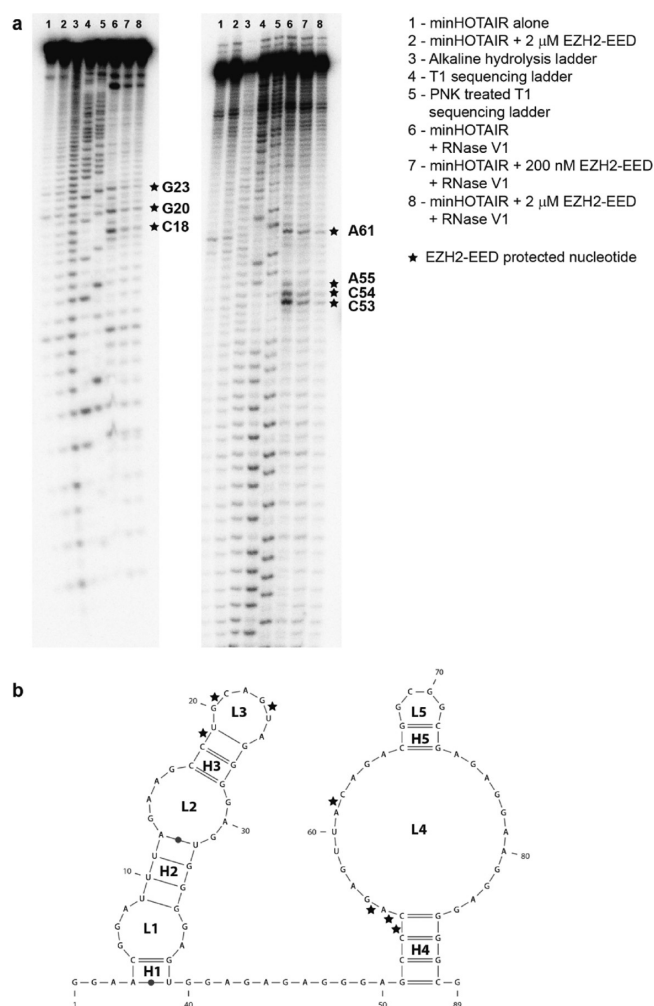 a
1 2 3 4 5 6 7 8
1 2 3 4 5 6 7 8
★ G23
★ G20
★ C18
★ A61
★ A55
★ C54
★ C53
1 - minHOTAIR alone
2 - minHOTAIR + 2 μM EZH2-EED
3 - Alkaline hydrolysis ladder
4 - T1 sequencing ladder
5 - PNK treated T1
sequencing ladder
6 - minHOTAIR
+ RNase V1
7 - minHOTAIR + 200 nM EZH2-EED
+ RNase V1
8 - minHOTAIR + 2 μM EZH2-EED
+ RNase V1
★ EZH2-EED protected nucleotide
b
70
20
L3
L5
H5
H3
L2
30
60
L4
80
10
H2
L1
H4
H1
G G A A A U G G A G A G A G G G A G C G
1 40 50 89